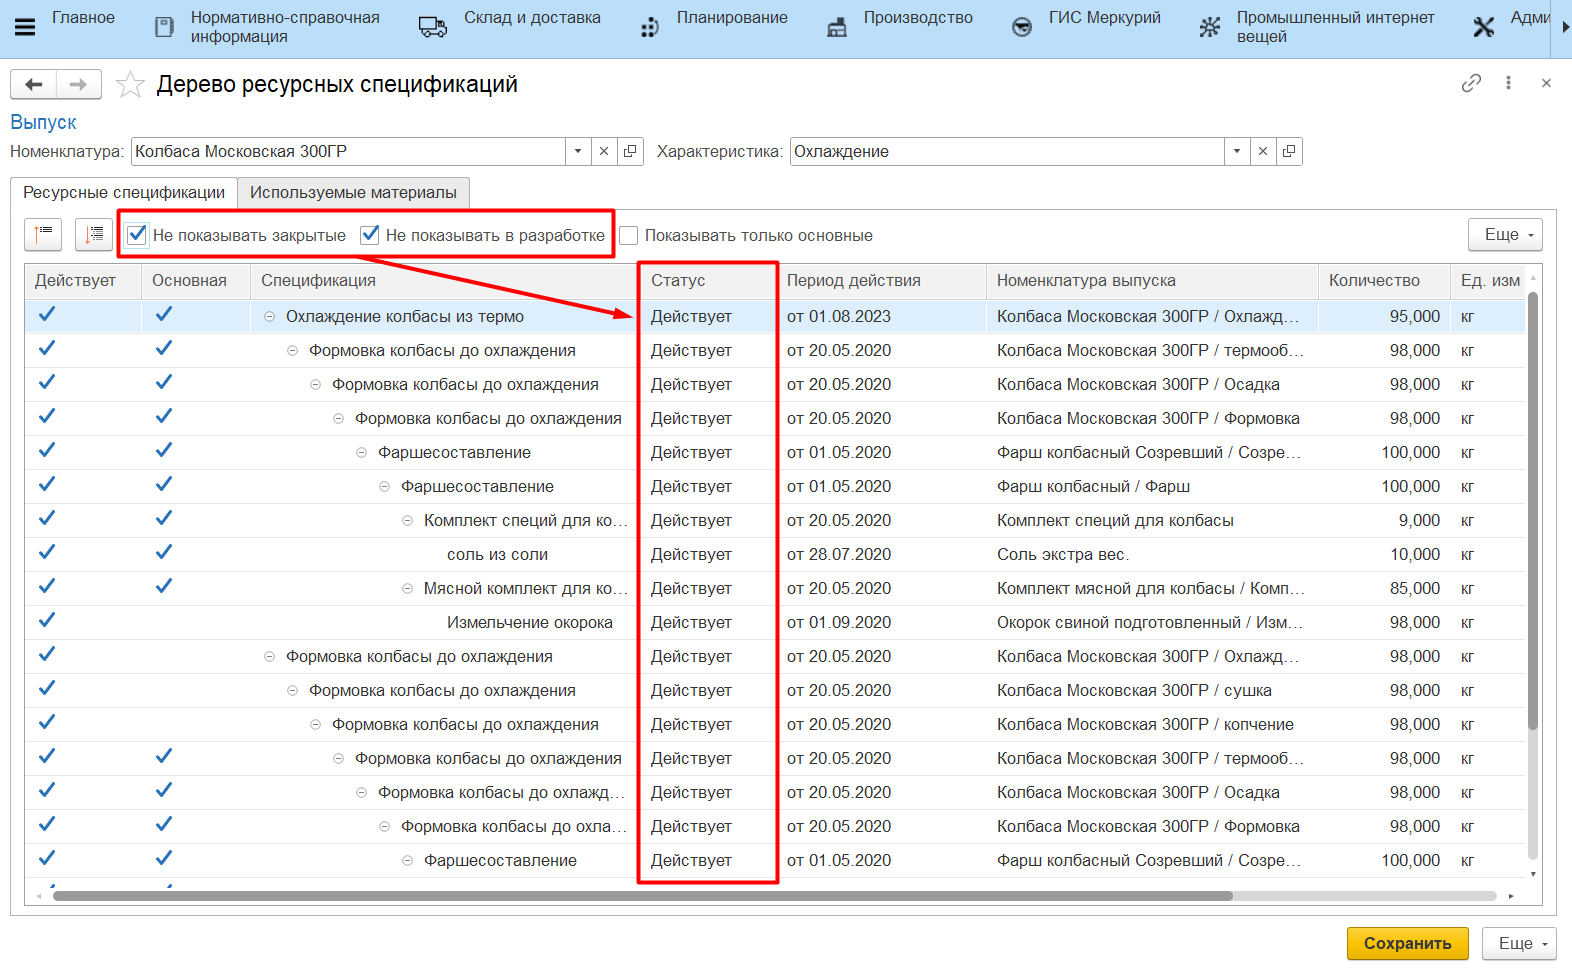 Главное
Нормативно-справочная информация
Склад и доставка
Планирование
Производство
ГИС Меркурий
Промышленный интернет вещей
Адми
Дерево ресурсных спецификаций
Выпуск
Номенклатура: Колбаса Московская 300ГР Характеристика: Охлаждение
Ресурсные спецификации Используемые материалы
Не показывать закрытые Не показывать в разработке Показывать только основные Еще
Действует Основная Спецификация Статус Период действия Номенклатура выпуска Количество Ед. изм
Охлаждение колбасы из термо Действует от 01.08.2023 Колбаса Московская 300ГР / Охлажд… 95,000 кг
Формовка колбасы до охлаждения Действует от 20.05.2020 Колбаса Московская 300ГР / термооб… 98,000 кг
Формовка колбасы до охлаждения Действует от 20.05.2020 Колбаса Московская 300ГР / Осадка 98,000 кг
Формовка колбасы до охлаждения Действует от 20.05.2020 Колбаса Московская 300ГР / Формовка 98,000 кг
Фаршесоставление Действует от 01.05.2020 Фарш колбасный Созревший / Созре… 100,000 кг
Фаршесоставление Действует от 01.05.2020 Фарш колбасный / Фарш 100,000 кг
Комплект специй для ко… Действует от 20.05.2020 Комплект специй для колбасы 9,000 кг
соль из соли Действует от 28.07.2020 Соль экстра вес. 10,000 кг
Мясной комплект для ко… Действует от 20.05.2020 Комплект мясной для колбасы / Комп… 85,000 кг
Измельчение окорока Действует от 01.09.2020 Окорок свиной подготовленный / Изм… 98,000 кг
Формовка колбасы до охлаждения Действует от 20.05.2020 Колбаса Московская 300ГР / Охлажд… 98,000 кг
Формовка колбасы до охлаждения Действует от 20.05.2020 Колбаса Московская 300ГР / сушка 98,000 кг
Формовка колбасы до охлаждения Действует от 20.05.2020 Колбаса Московская 300ГР / копчение 98,000 кг
Формовка колбасы до охлаждения Действует от 20.05.2020 Колбаса Московская 300ГР / термооб… 98,000 кг
Формовка колбасы до охлажд… Действует от 20.05.2020 Колбаса Московская 300ГР / Осадка 98,000 кг
Формовка колбасы до охла… Действует от 20.05.2020 Колбаса Московская 300ГР / Формовка 98,000 кг
Фаршесоставление Действует от 01.05.2020 Фарш колбасный Созревший / Созре… 100,000 кг
Сохранить Еще